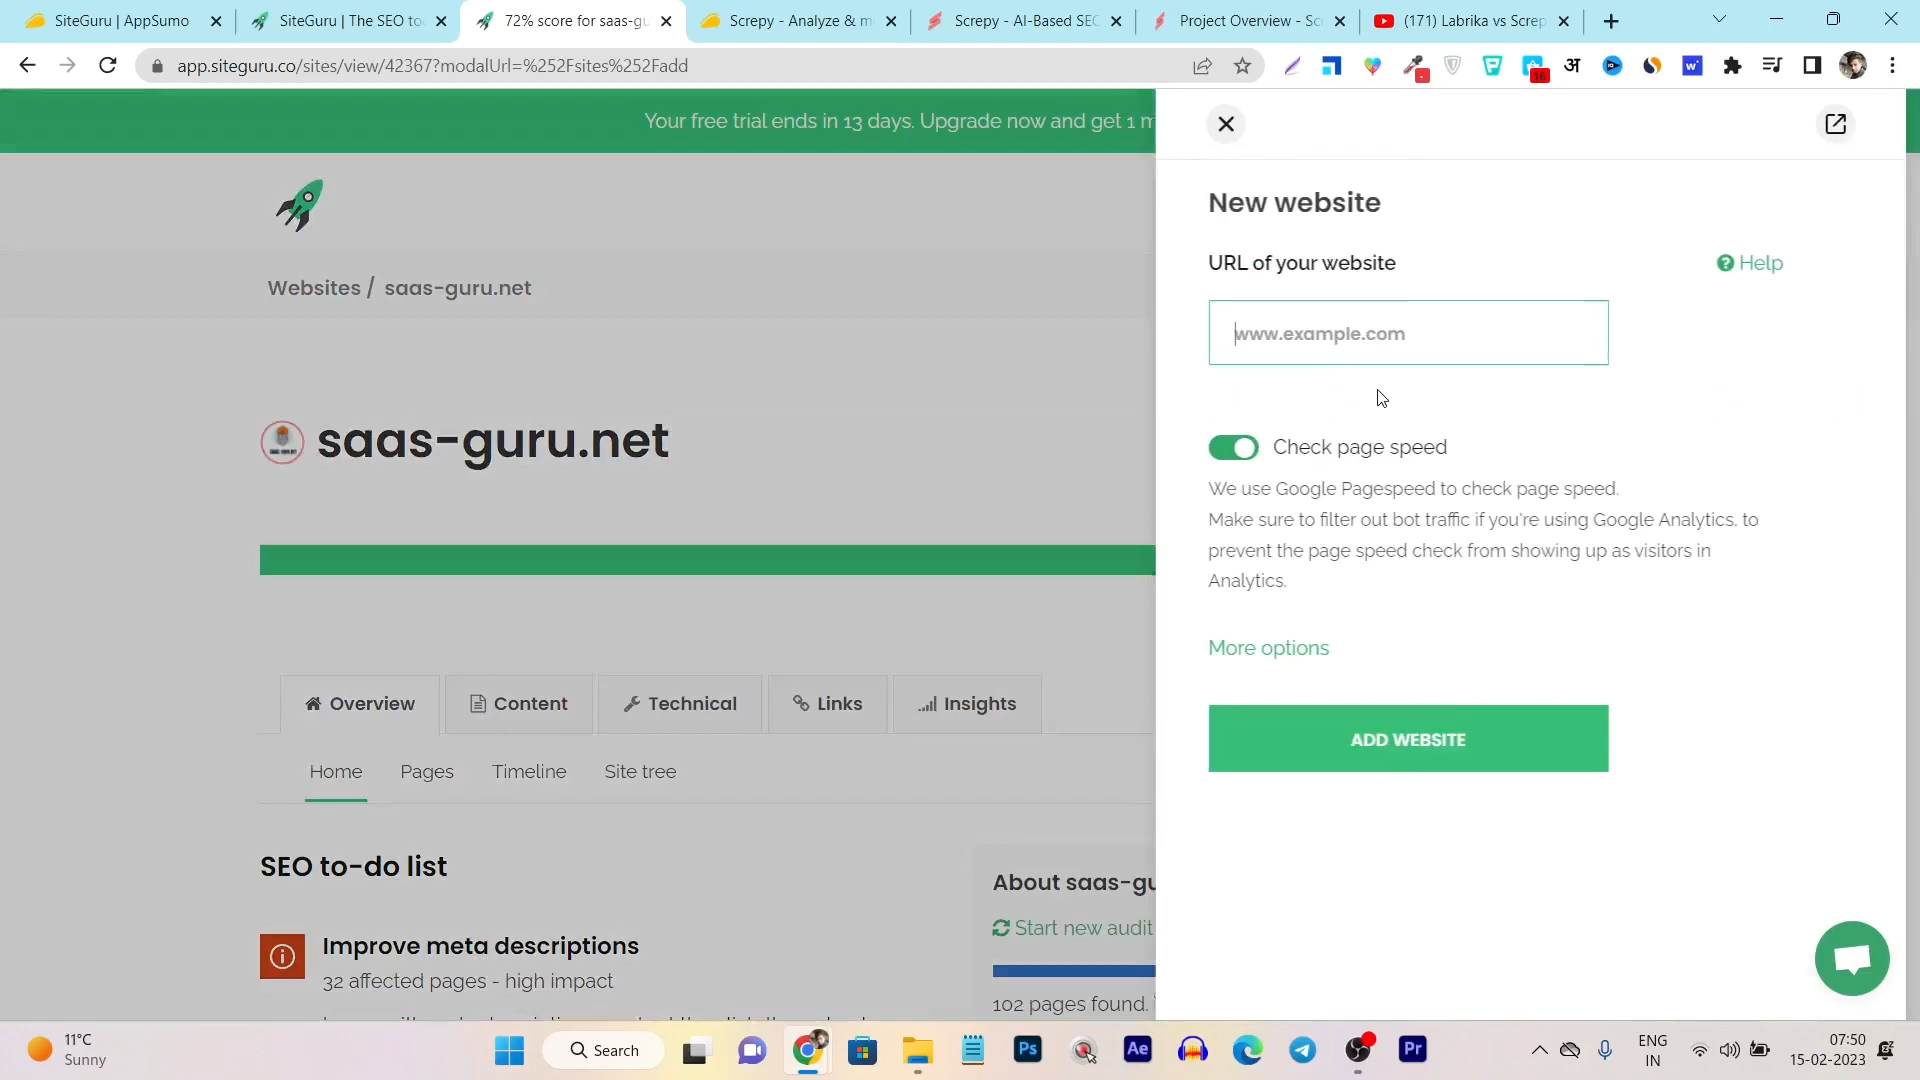 SiteGuru | AppSumo
SiteGuru | The SEO to
72% score for saas-gu
Screpy - Analyze & m
Screpy - AI-Based SEO
Project Overview - Sc
(171) Labrika vs Screp
app.siteguru.co/sites/view/42367?modalUrl=%252Fsites%252Fadd
Your free trial ends in 13 days. Upgrade now and get 1 m
Websites / saas-guru.net
saas-guru.net
Overview
Content
Technical
Links
Insights
Home
Pages
Timeline
Site tree
SEO to-do list
Improve meta descriptions
32 affected pages - high impact
About saas-gu
Start new audit
102 pages found.
New website
URL of your website
Help
www.example.com
Check page speed
We use Google Pagespeed to check page speed.
Make sure to filter out bot traffic if you're using Google Analytics, to
prevent the page speed check from showing up as visitors in
Analytics.
More options
ADD WEBSITE
11°C
Sunny
Search
Ps
Ae
Pr
ENG
IN
07:50
15-02-2023